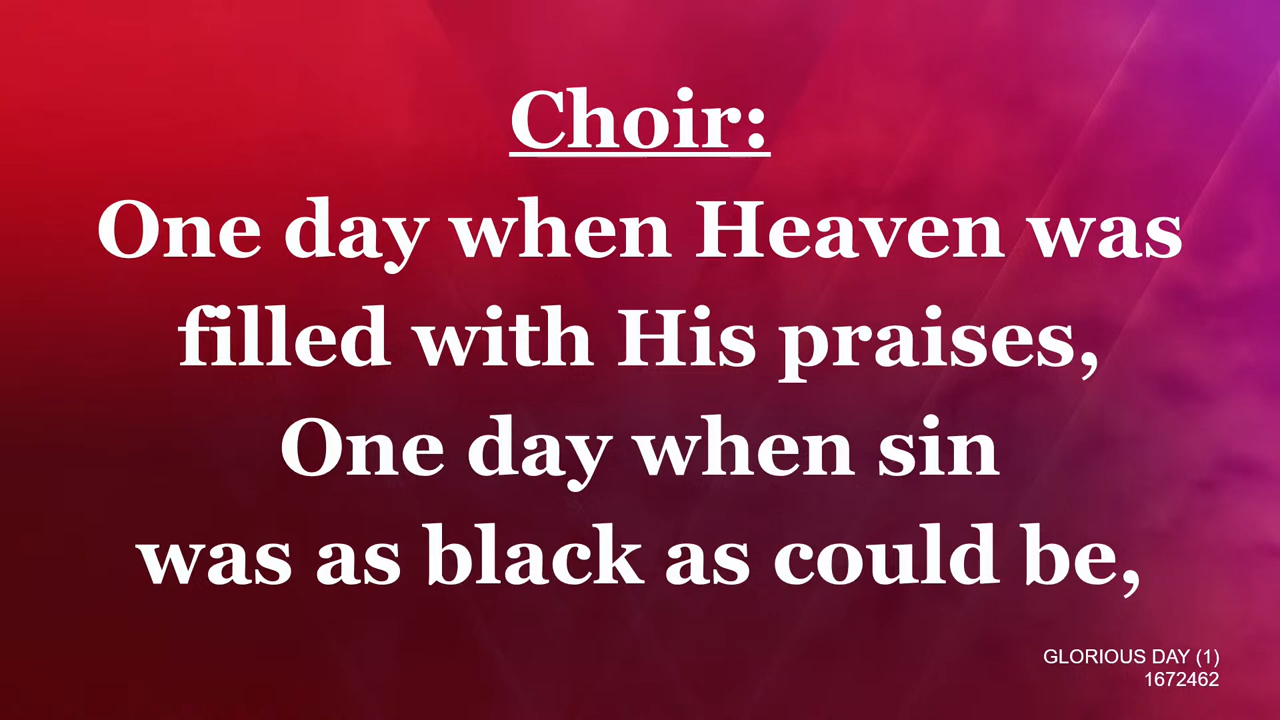 Choir:
One day when Heaven was
filled with His praises,
One day when sin
was as black as could be,
GLORIOUS DAY (1)
1672462